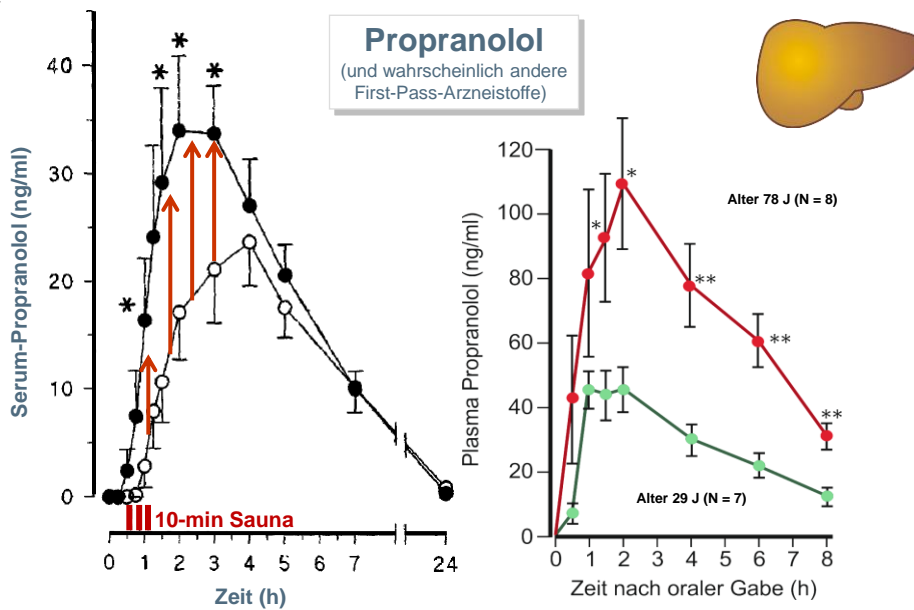 Propranolol
(und wahrscheinlich andere
First-Pass-Arzneistoffe)
Serum-Propranolol (ng/ml)
40
30
20
10
0
*
*
*
*
10-min Sauna
0 1 2 3 4 5 6 7 24
Zeit (h)
Plasma Propranolol (ng/ml)
120
100
80
60
40
20
0
*
*
**
**
**
Alter 78 J (N = 8)
Alter 29 J (N = 7)
0 1 2 3 4 5 6 7 8
Zeit nach oraler Gabe (h)